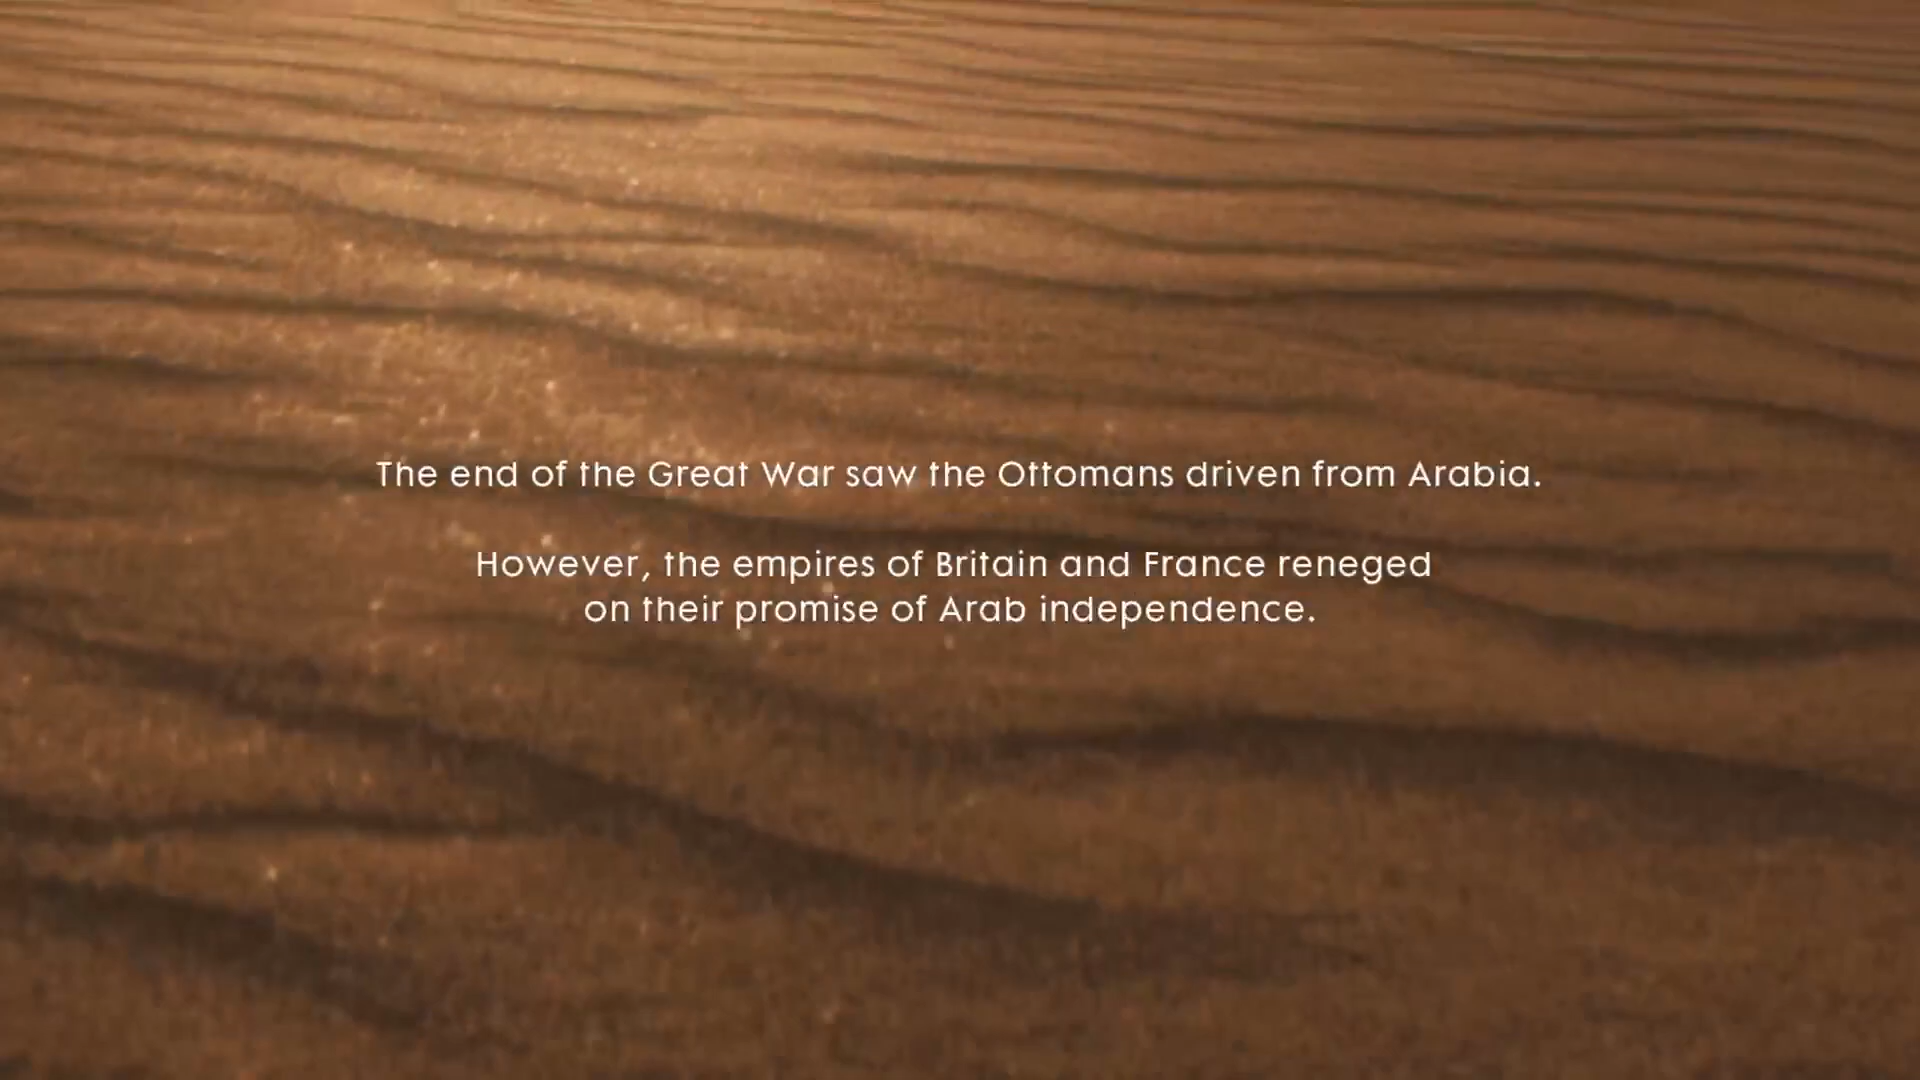 The end of the Great War saw the Ottomans driven from Arabia.
However, the empires of Britain and France reneged
on their promise of Arab independence.